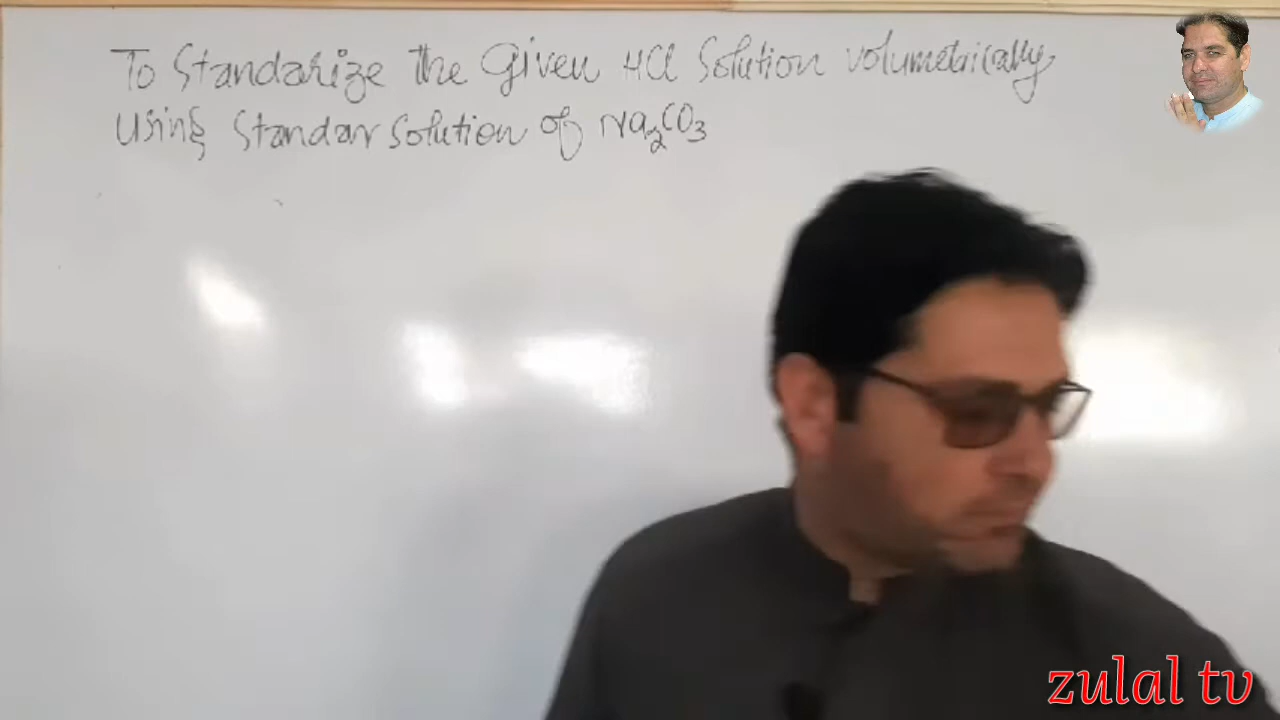 To Standarize the Given HCl Solution volumetrically
Using Standar Solution of Na₂CO₃
zulal tv